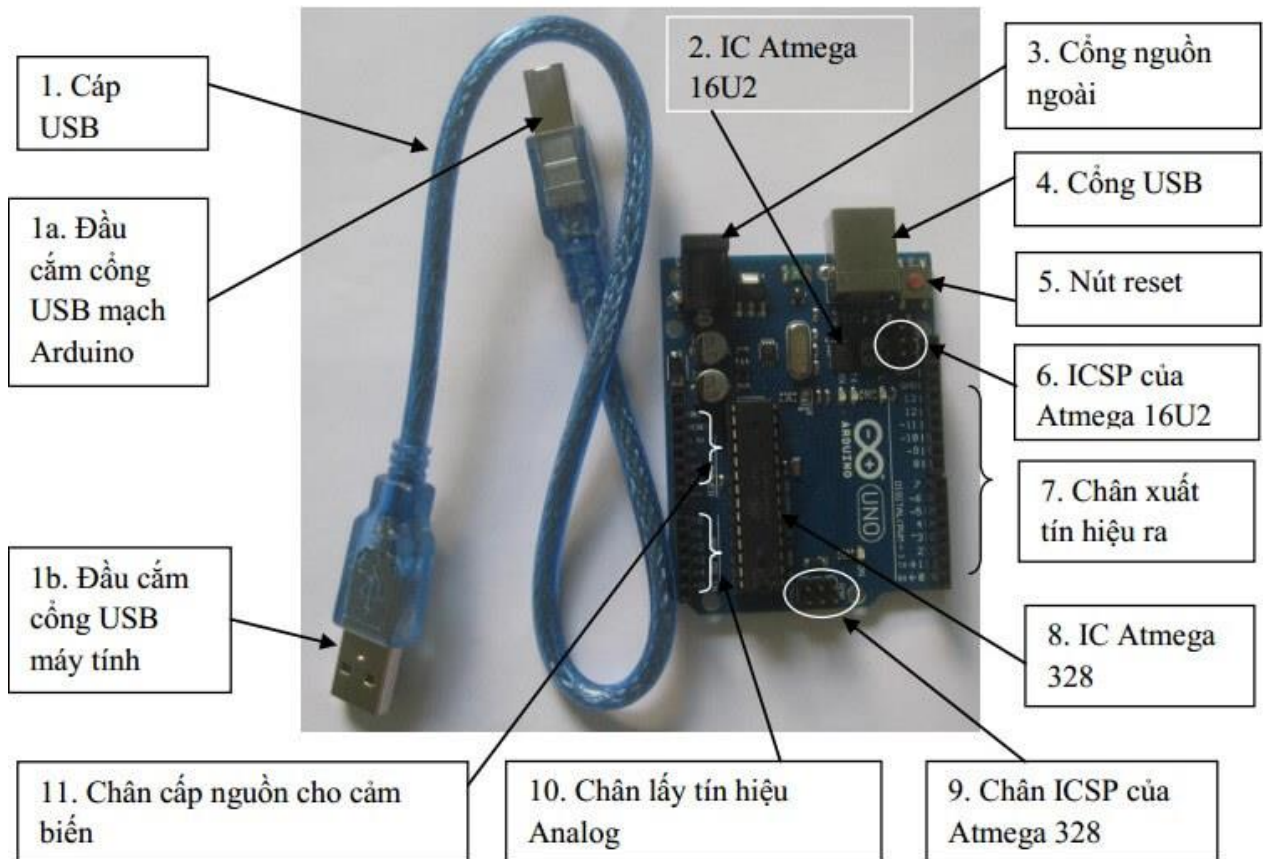 1. Cáp
USB
2. IC Atmega
16U2
3. Cổng nguồn
ngoài
1a. Đầu
cắm cổng
USB mạch
Arduino
4. Cổng USB
5. Nút reset
6. ICSP của
Atmega 16U2
7. Chân xuất
tín hiệu ra
8. IC Atmega
328
1b. Đầu cắm
cổng USB
máy tính
11. Chân cấp nguồn cho cảm
biến
10. Chân lấy tín hiệu
Analog
9. Chân ICSP của
Atmega 328
ARDUINO
UNO